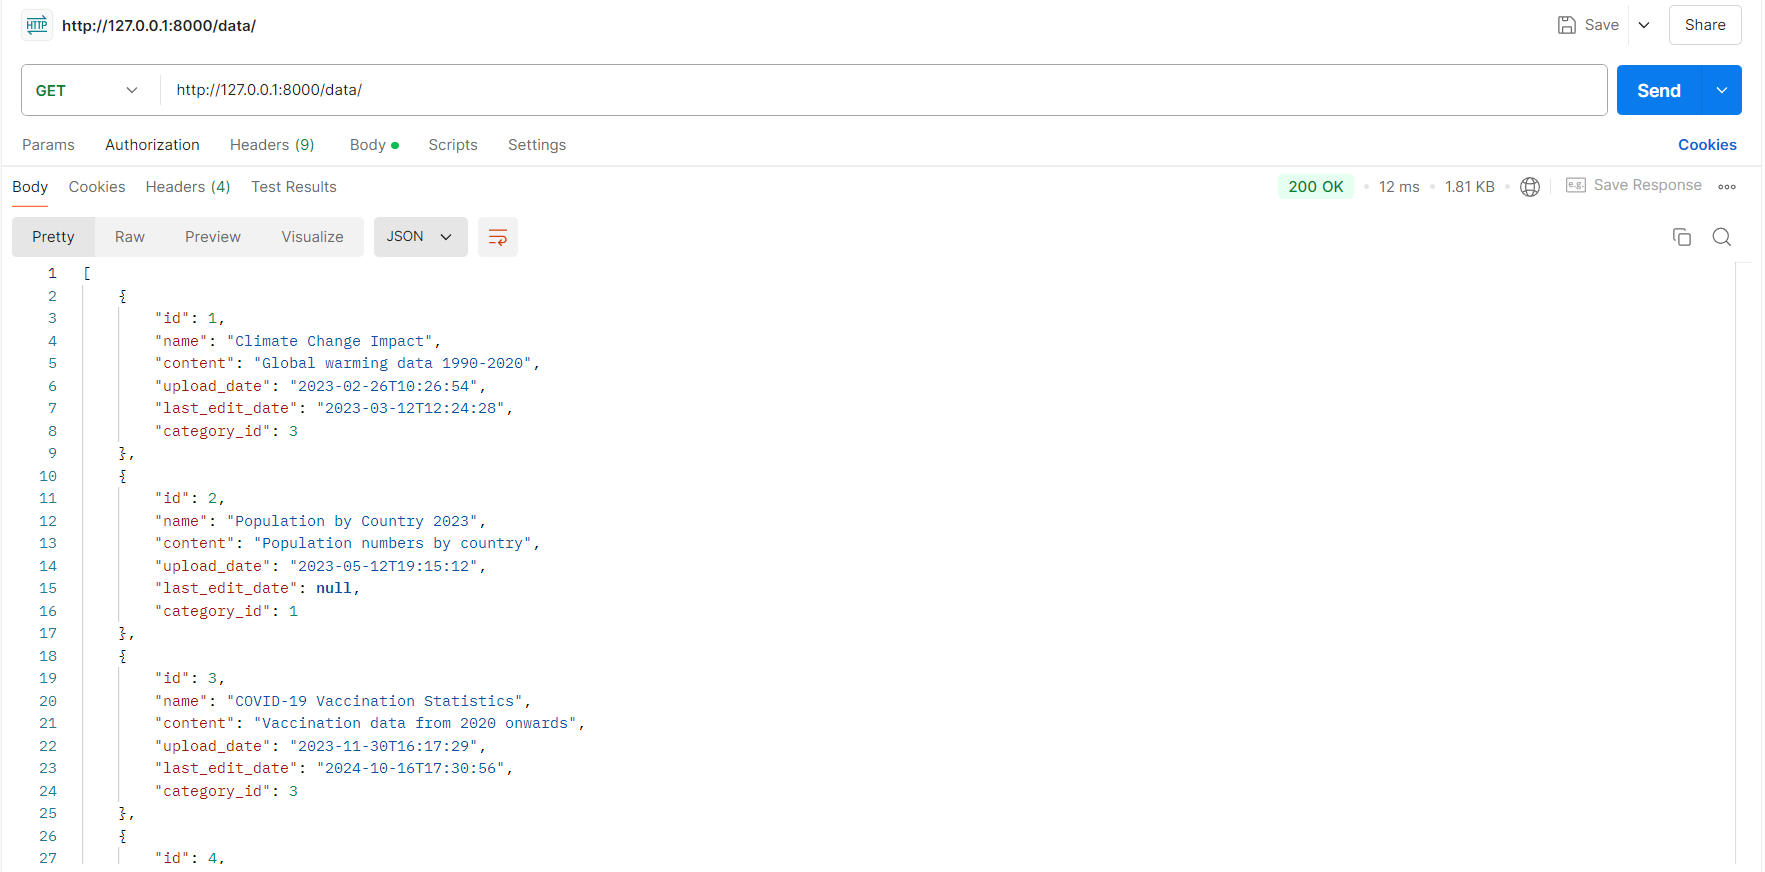 HTTP http://127.0.0.1:8000/data/ Save Share
GET http://127.0.0.1:8000/data/ Send
Params Authorization Headers (9) Body Scripts Settings Cookies
Body Cookies Headers (4) Test Results 200 OK 12 ms 1.81 KB e.g. Save Response
Pretty Raw Preview Visualize JSON
1 [
2 {
3 "id": 1,
4 "name": "Climate Change Impact",
5 "content": "Global warming data 1990-2020",
6 "upload_date": "2023-02-26T10:26:54",
7 "last_edit_date": "2023-03-12T12:24:28",
8 "category_id": 3
9 },
10 {
11 "id": 2,
12 "name": "Population by Country 2023",
13 "content": "Population numbers by country",
14 "upload_date": "2023-05-12T19:15:12",
15 "last_edit_date": null,
16 "category_id": 1
17 },
18 {
19 "id": 3,
20 "name": "COVID-19 Vaccination Statistics",
21 "content": "Vaccination data from 2020 onwards",
22 "upload_date": "2023-11-30T16:17:29",
23 "last_edit_date": "2024-10-16T17:30:56",
24 "category_id": 3
25 },
26 {
27 "id": 4,